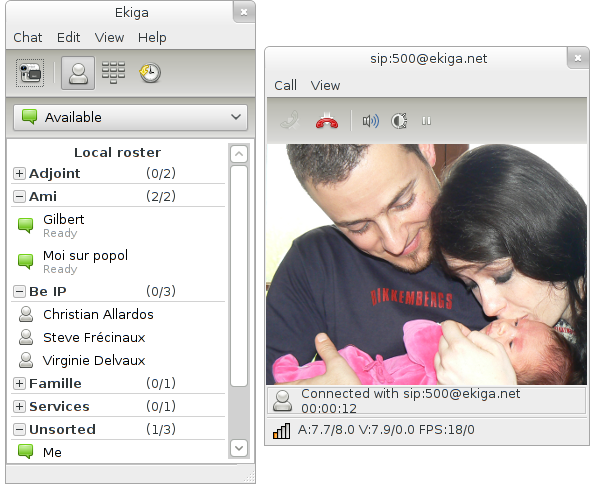 Ekiga
Chat Edit View Help
Available
Local roster
Adjoint (0/2)
Ami (2/2)
Gilbert
Ready
Moi sur popol
Ready
Be IP (0/3)
Christian Allardos
Steve Frécinaux
Virginie Delvaux
Famille (0/1)
Services (0/1)
Unsorted (1/3)
Me
sip:500@ekiga.net
Call View
BIKKEMBERGS
Connected with sip:500@ekiga.net
00:00:12
A:7.7/8.0 V:7.9/0.0 FPS:18/0